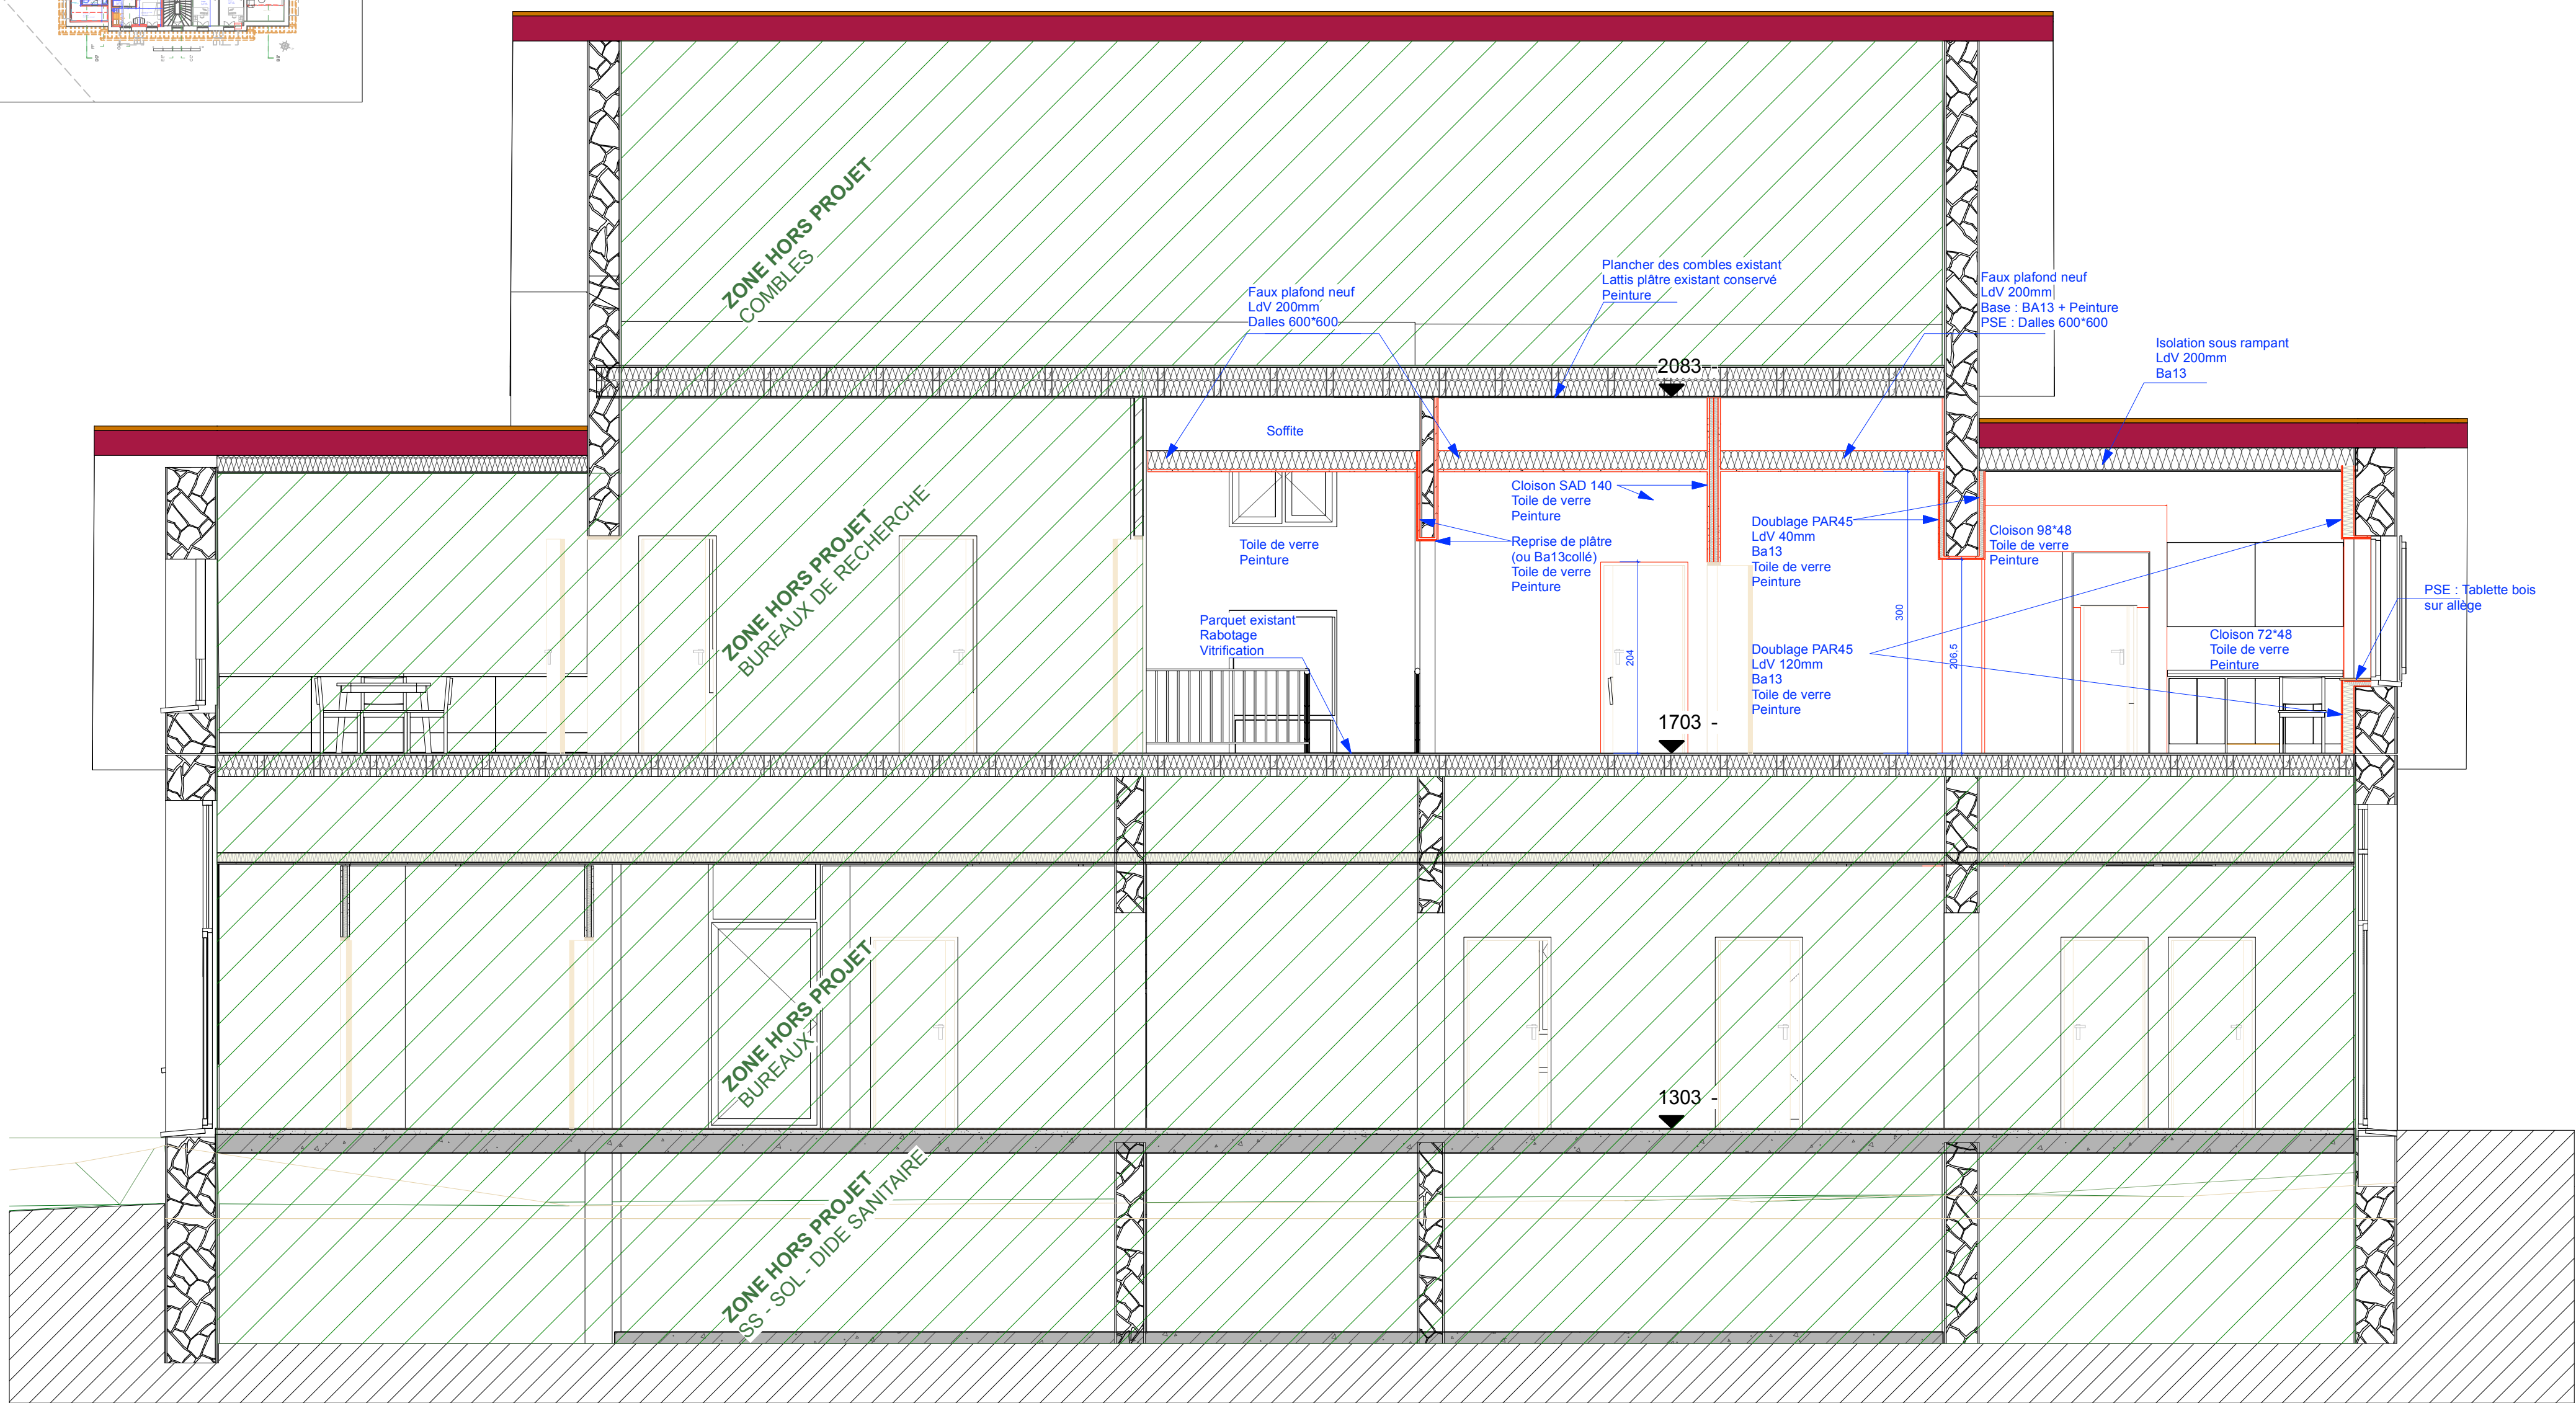 ZONE HORS PROJET
COMBLES
Faux plafond neuf
LdV 200mm
Dalles 600*600
Plancher des combles existant
Lattis plâtre existant conservé
Peinture
Faux plafond neuf
LdV 200mm
Base : BA13 + Peinture
PSE : Dalles 600*600
Isolation sous rampant
LdV 200mm
Ba13
2083 -
Soffite
ZONE HORS PROJET
BUREAUX DE RECHERCHE
Toile de verre
Peinture
Cloison SAD 140
Toile de verre
Peinture
Reprise de plâtre
(ou Ba13collé)
Toile de verre
Peinture
Doublage PAR45
LdV 40mm
Ba13
Toile de verre
Peinture
Cloison 98*48
Toile de verre
Peinture
PSE : Tablette bois
sur allège
Parquet existant
Rabotage
Vitrification
204
300
206,5
Doublage PAR45
LdV 120mm
Ba13
Toile de verre
Peinture
Cloison 72*48
Toile de verre
Peinture
1703 -
ZONE HORS PROJET
BUREAUX
1303 -
ZONE HORS PROJET
SS - SOL - DIDE SANITAIRE